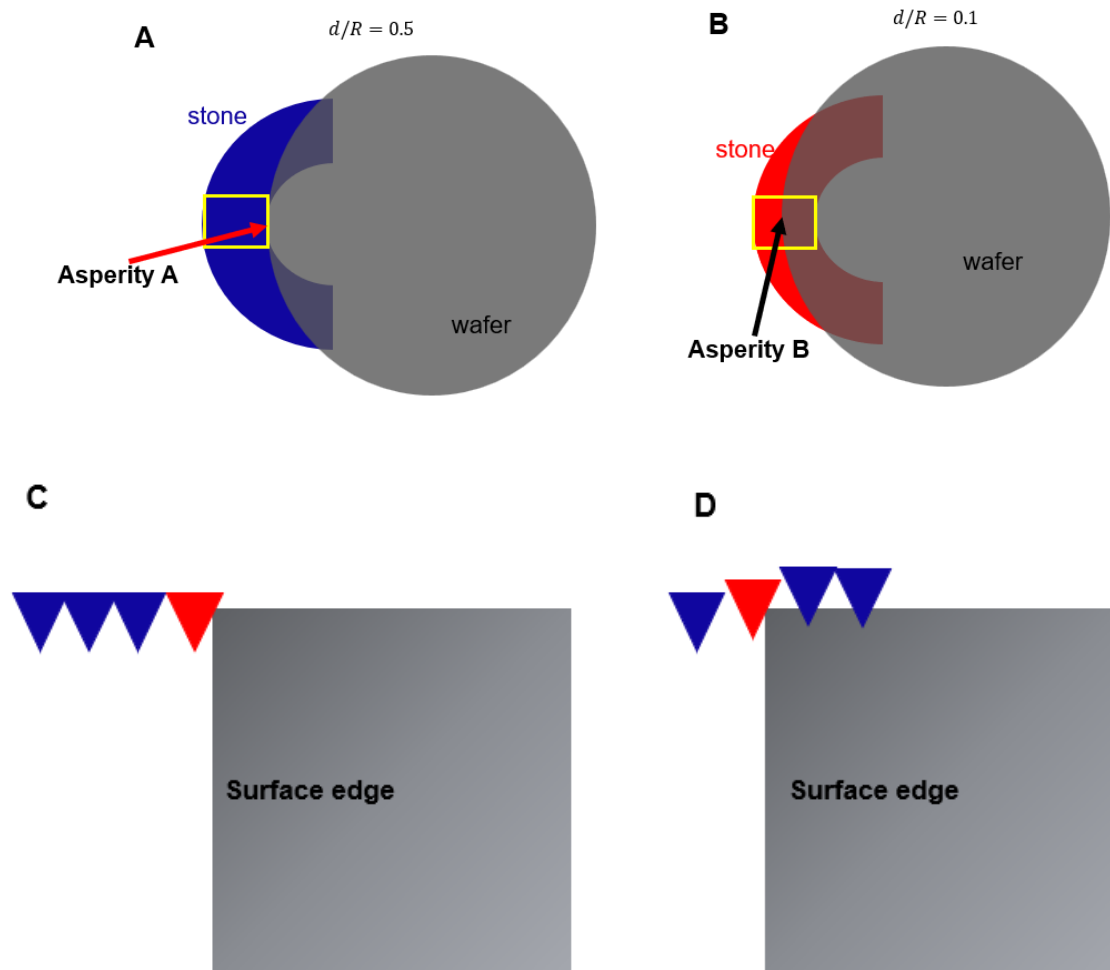 A
d/R = 0.5
stone
Asperity A
wafer
B
d/R = 0.1
stone
Asperity B
wafer
C
Surface edge
D
Surface edge